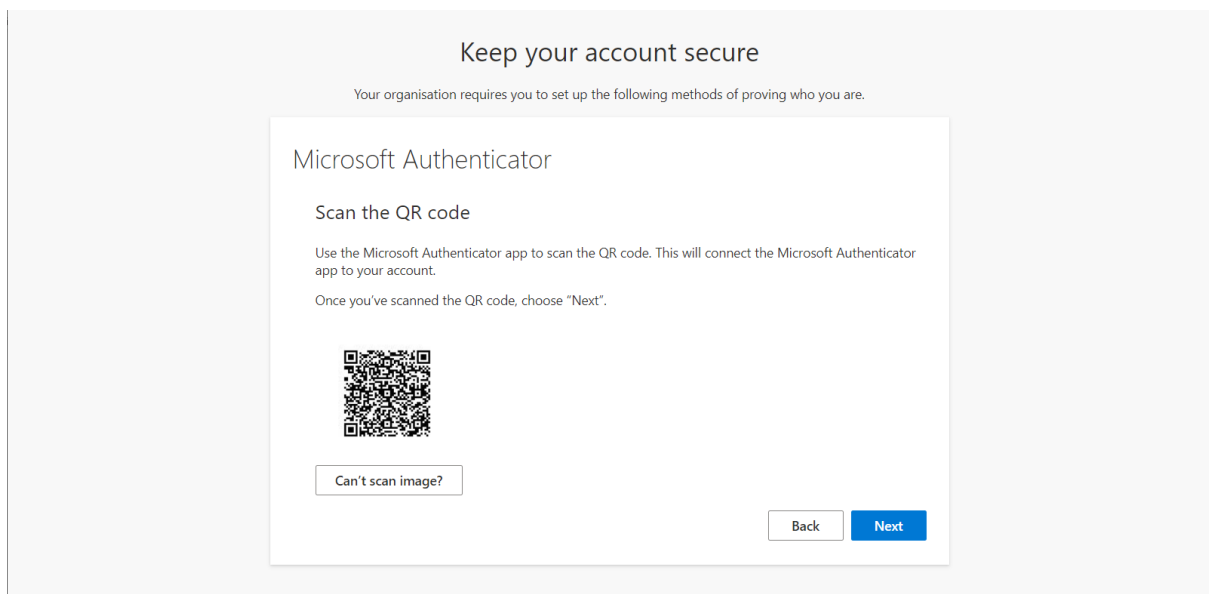 Keep your account secure
Your organisation requires you to set up the following methods of proving who you are.
Microsoft Authenticator
Scan the QR code
Use the Microsoft Authenticator app to scan the QR code. This will connect the Microsoft Authenticator
app to your account.
Once you've scanned the QR code, choose “Next”.
Can't scan image?
Back
Next